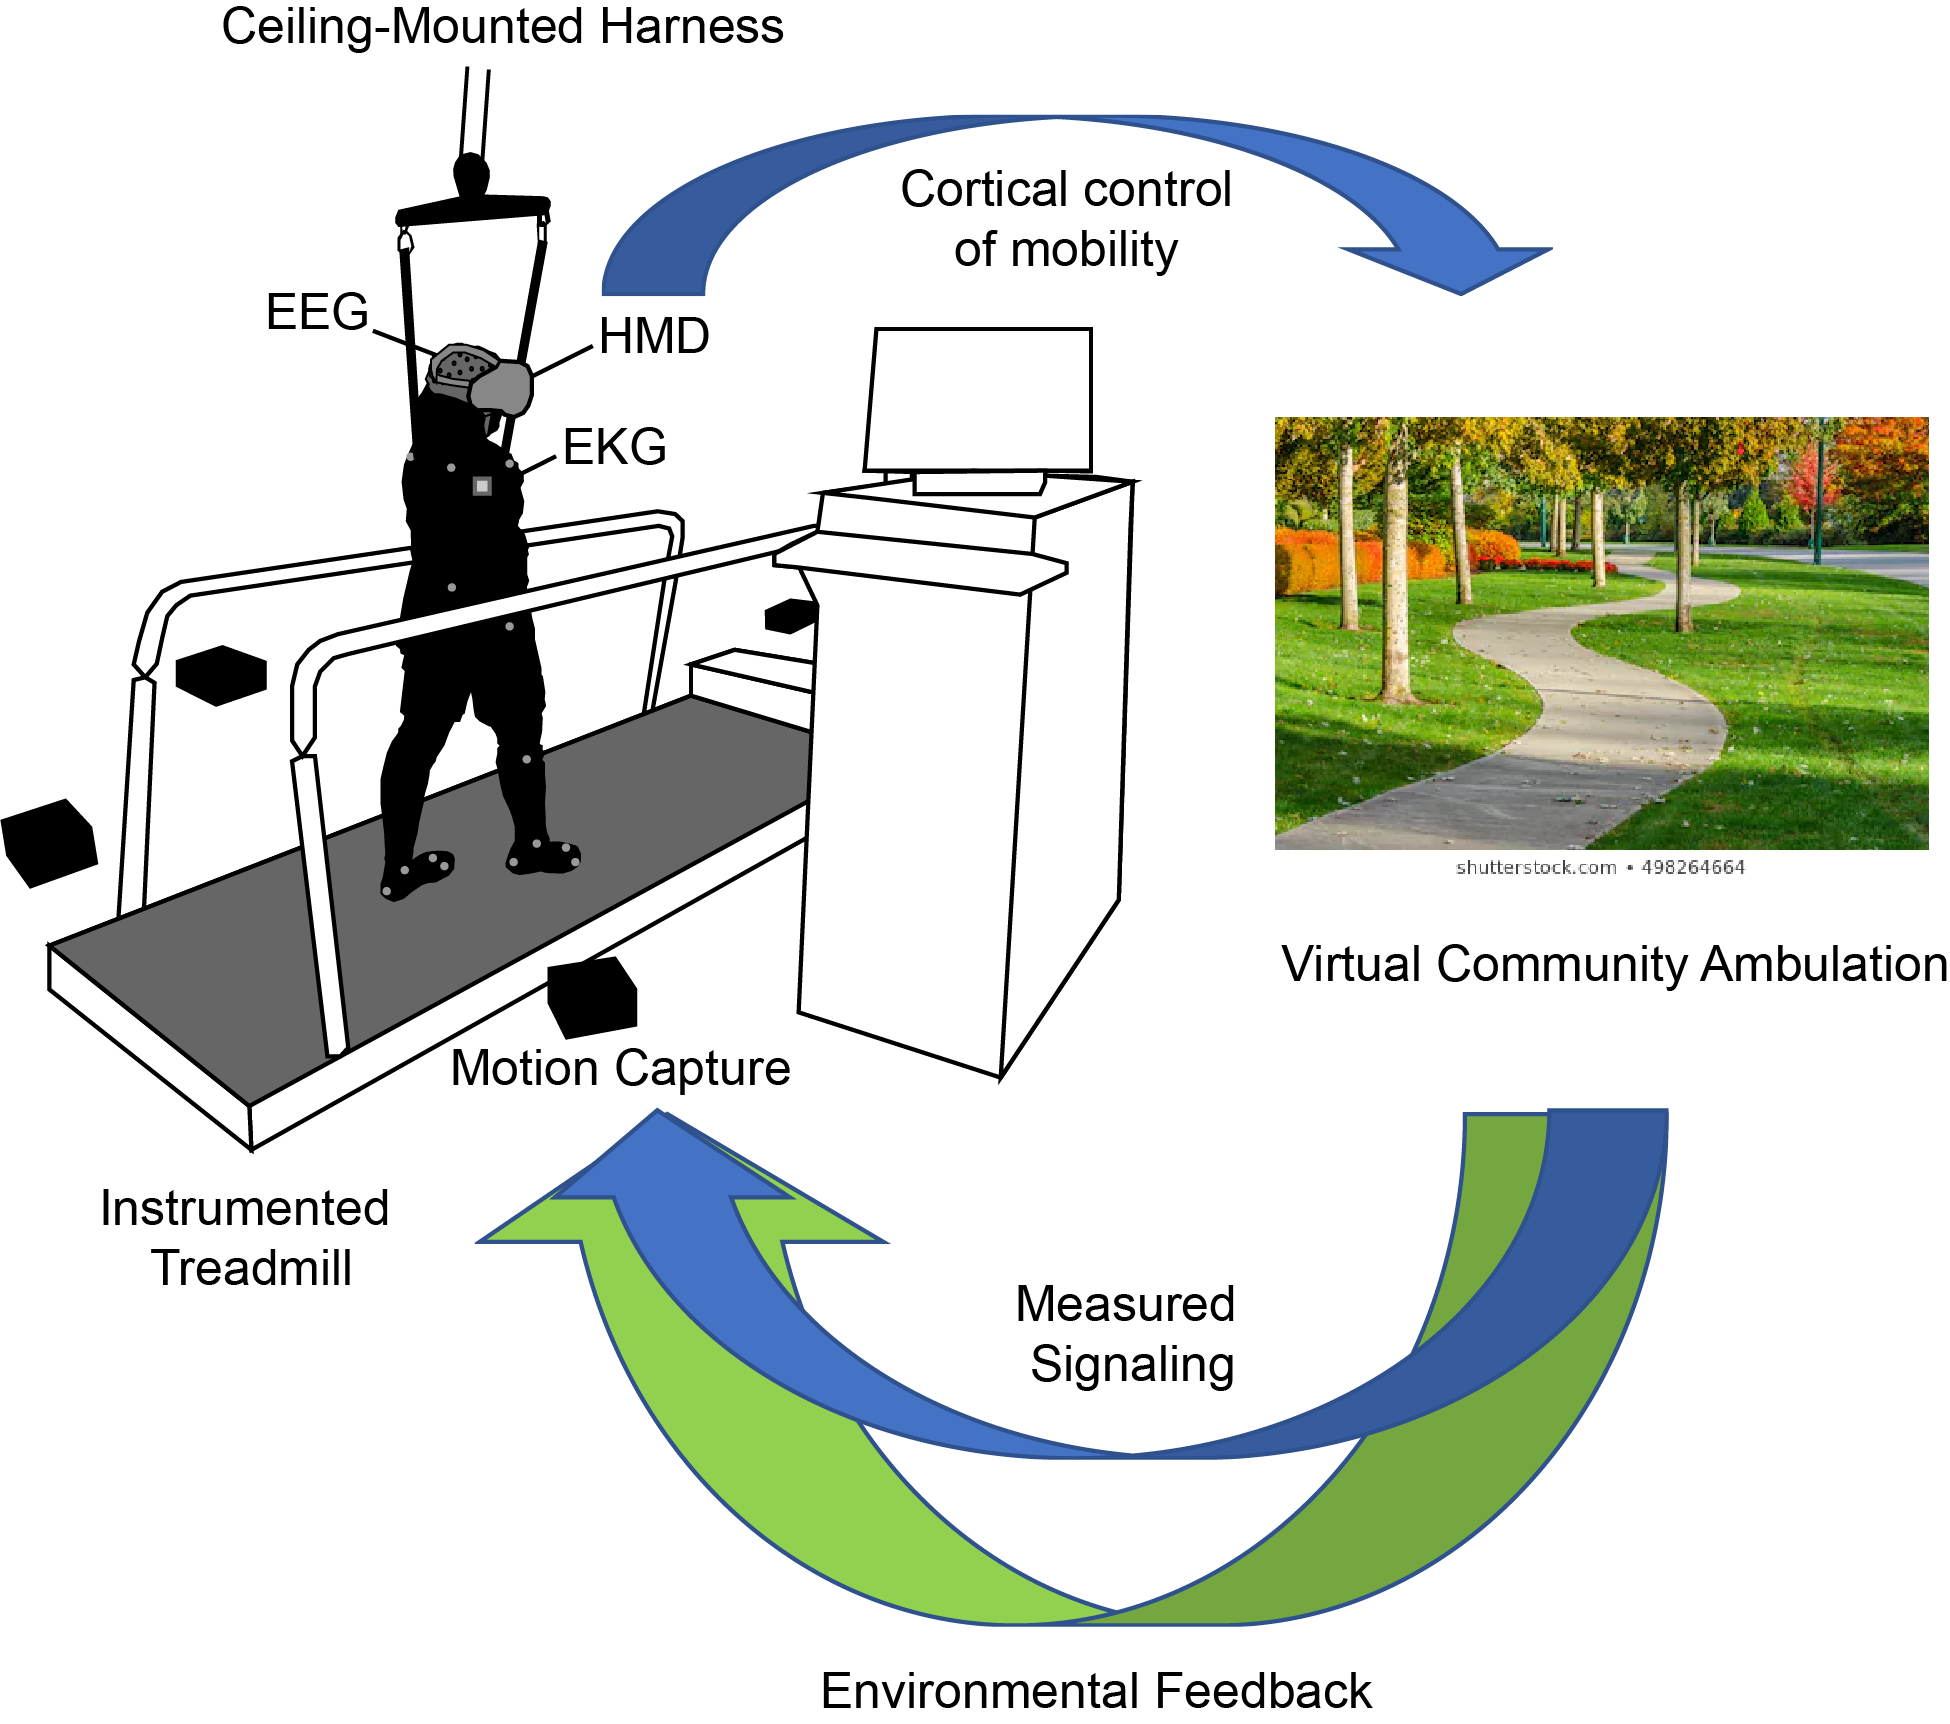 Ceiling-Mounted Harness
Cortical control
of mobility
EEG
HMD
EKG
shutterstock.com • 498264664
Virtual Community Ambulation
Motion Capture
Instrumented
Treadmill
Measured
Signaling
Environmental Feedback